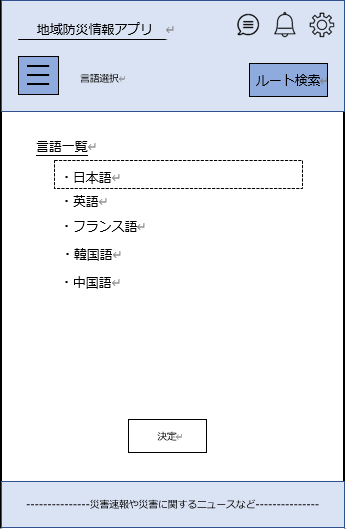 地域防災情報アプリ
言語選択
ルート検索
言語一覧
・日本語
・英語
・フランス語
・韓国語
・中国語
決定
---------------災害速報や災害に関するニュースなど---------------